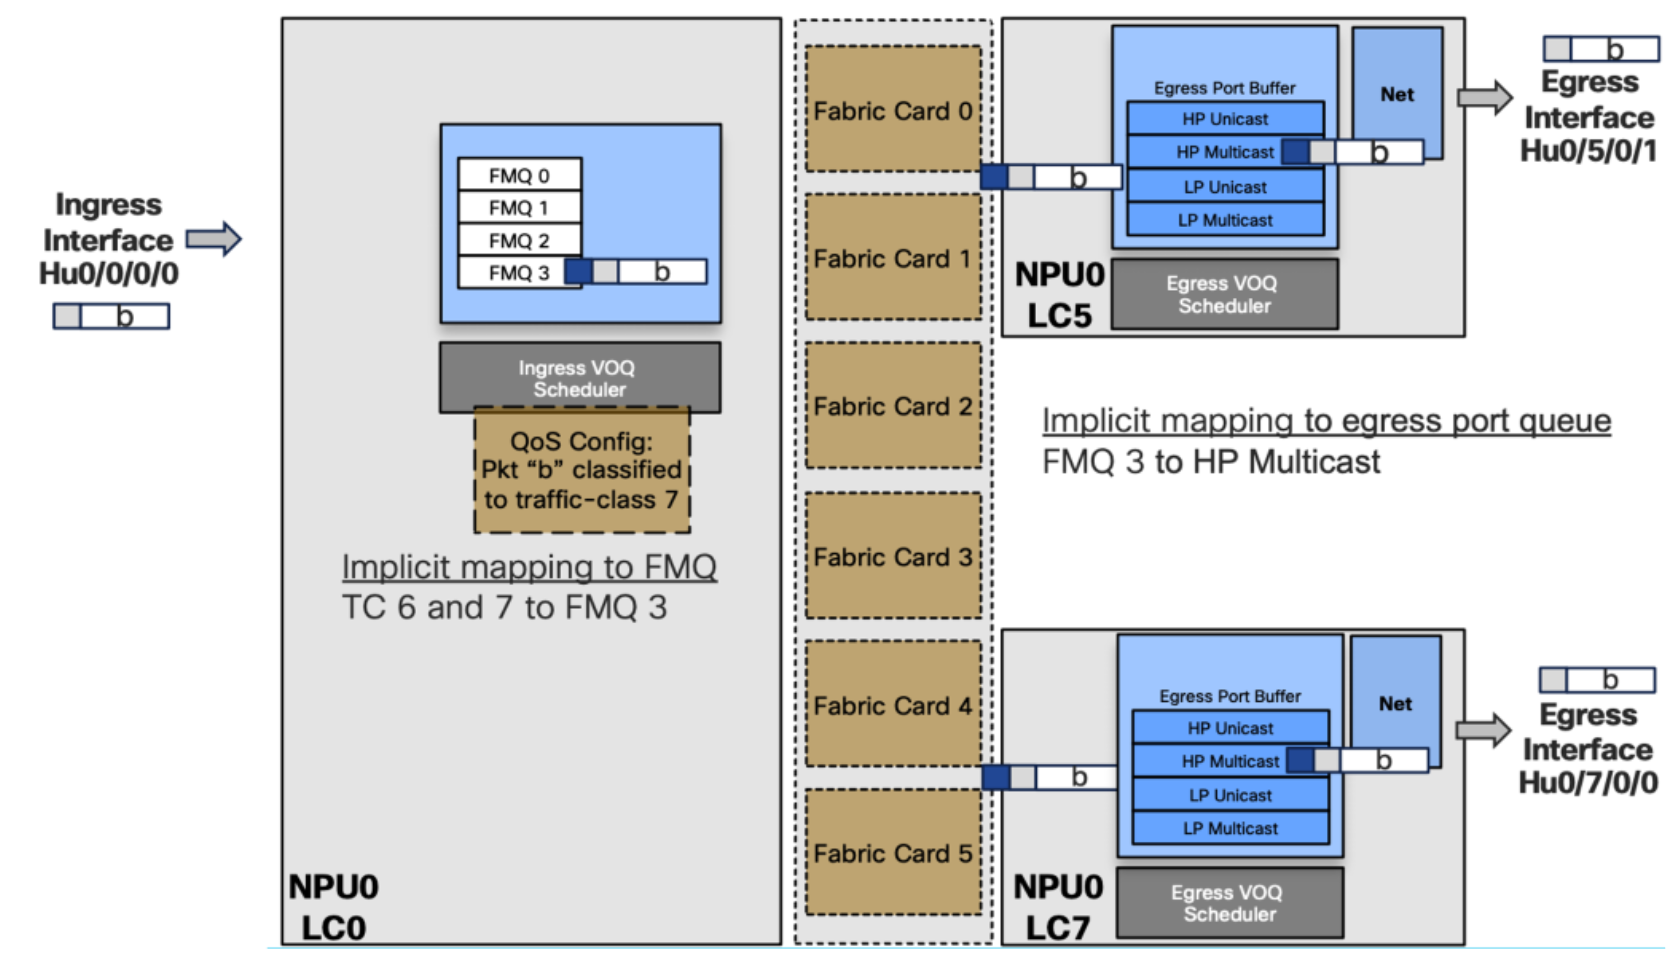 Ingress
Interface
Hu0/0/0/0
b
FMQ 0
FMQ 1
FMQ 2
FMQ 3
b
Ingress VOQ
Scheduler
QoS Config:
Pkt “b” classified
to traffic-class 7
Implicit mapping to FMQ
TC 6 and 7 to FMQ 3
NPU0
LC0
Fabric Card 0
Fabric Card 1
Fabric Card 2
Fabric Card 3
Fabric Card 4
Fabric Card 5
b
Egress Port Buffer
HP Unicast
HP Multicast
b
LP Unicast
LP Multicast
Net
NPU0
LC5
Egress VOQ
Scheduler
b
Egress
Interface
Hu0/5/0/1
Implicit mapping to egress port queue
FMQ 3 to HP Multicast
b
Egress Port Buffer
HP Unicast
HP Multicast
b
LP Unicast
LP Multicast
Net
NPU0
LC7
Egress VOQ
Scheduler
b
Egress
Interface
Hu0/7/0/0